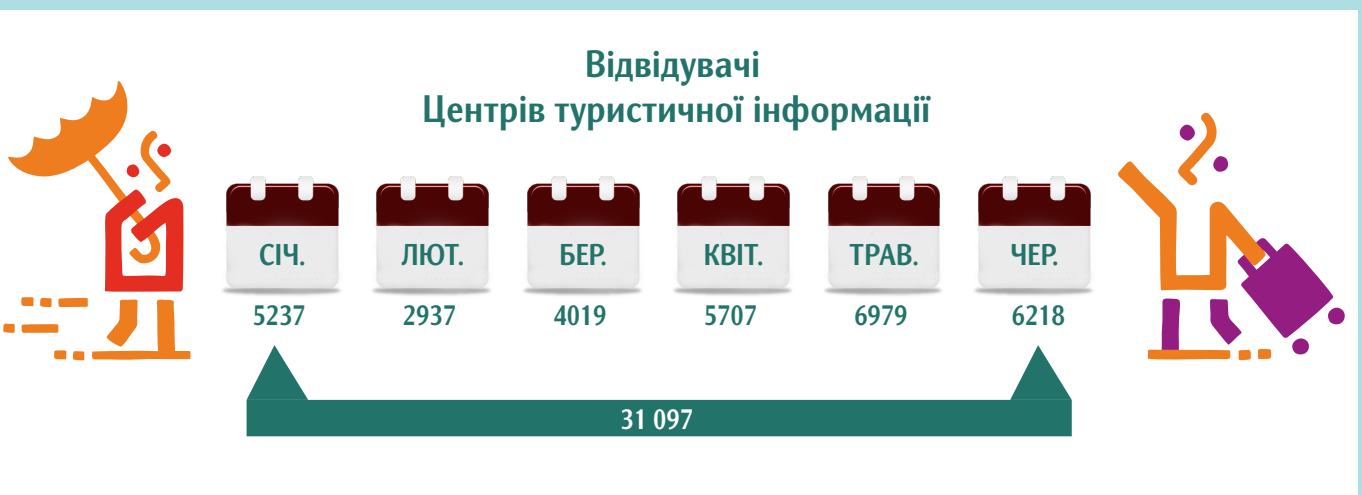 Відвідувачі
Центрів туристичної інформації
СІЧ. ЛЮТ. БЕР. КВІТ. ТРАВ. ЧЕР.
5237 2937 4019 5707 6979 6218
31 097